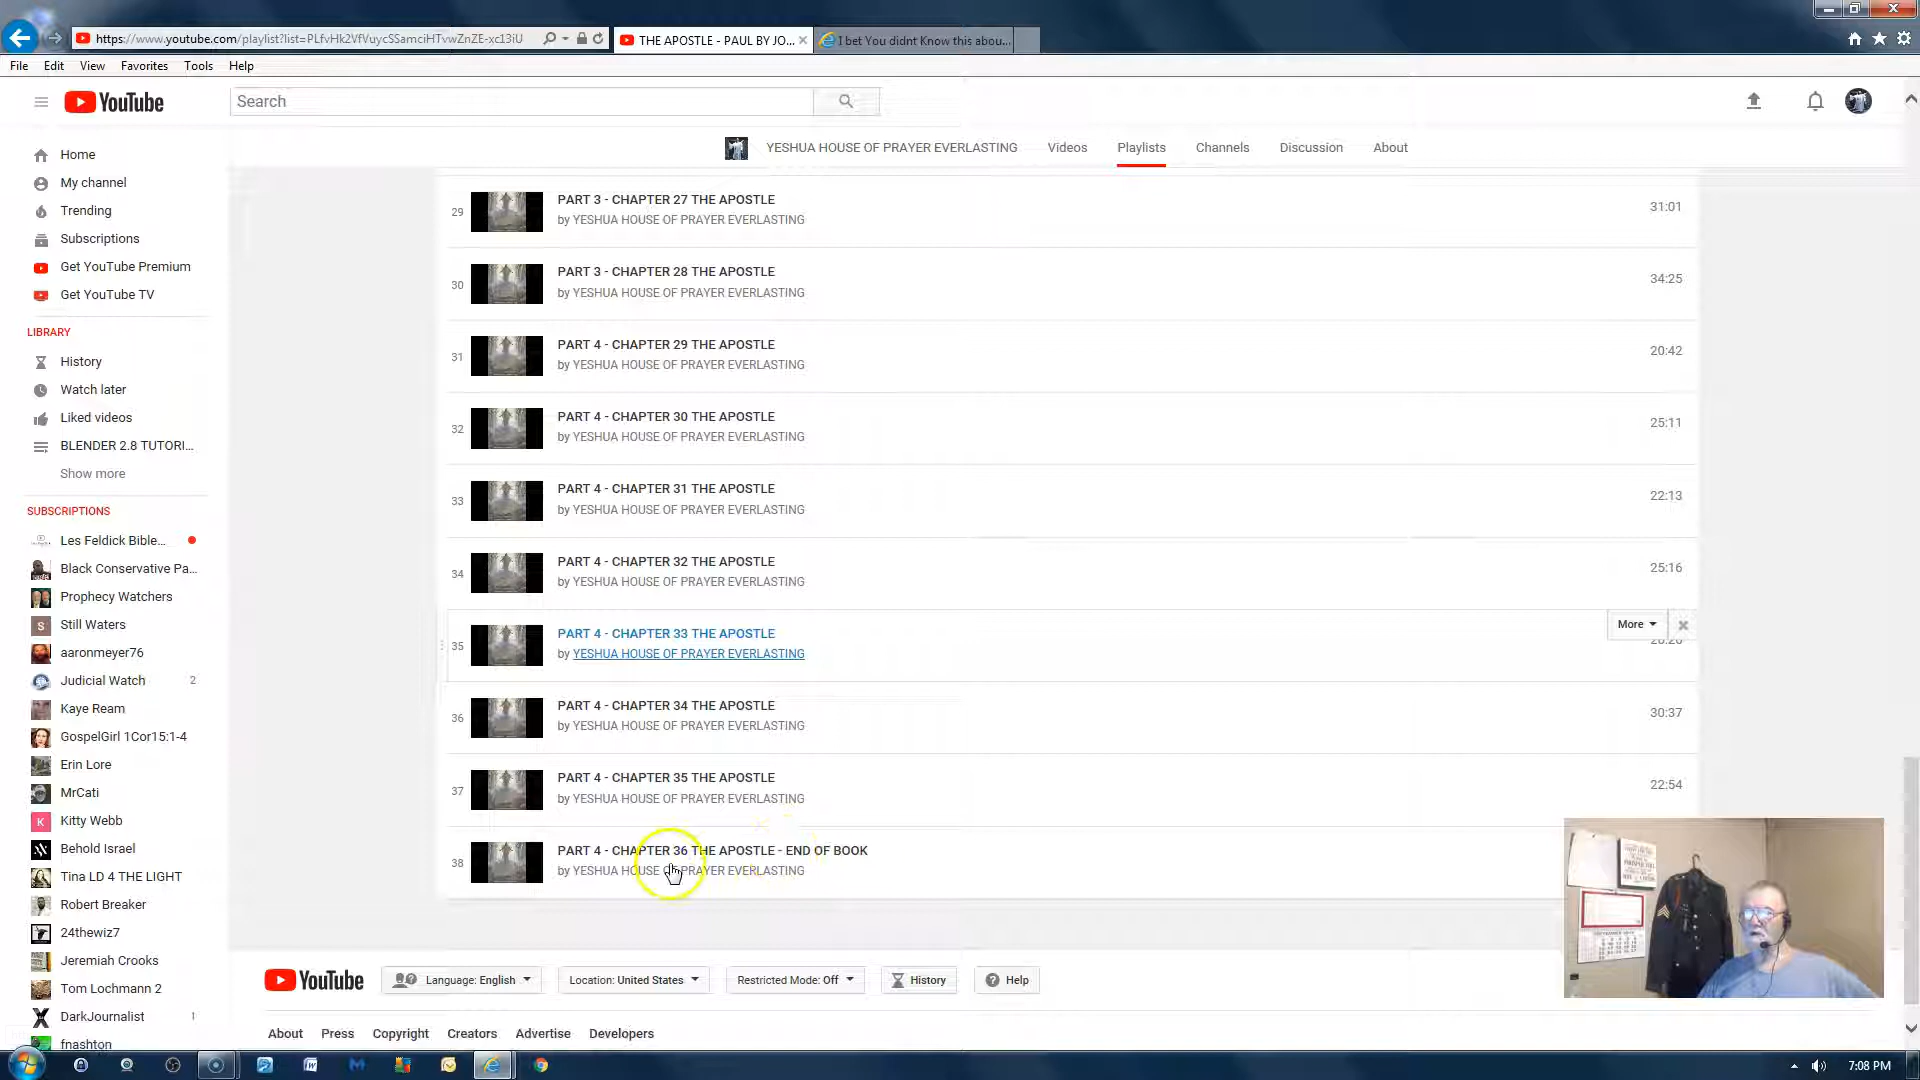 https://www.youtube.com/playlist?list=PLfvHk2VfVuycSSamciHTvwZnZE-xc13iU
THE APOSTLE - PAUL BY JO...
I bet You didnt Know this abou...
File Edit View Favorites Tools Help
YouTube
Search
YESHUA HOUSE OF PRAYER EVERLASTING Videos Playlists Channels Discussion About
Home
My channel
Trending
Subscriptions
Get YouTube Premium
Get YouTube TV
LIBRARY
History
Watch later
Liked videos
BLENDER 2.8 TUTORI...
Show more
SUBSCRIPTIONS
Les Feldick Bible...
Black Conservative Pa...
Prophecy Watchers
S Still Waters
aaronmeyer76
Judicial Watch 2
Kaye Ream
GospelGirl 1Cor15:1-4
Erin Lore
MrCati
K Kitty Webb
Behold Israel
Tina LD 4 THE LIGHT
Robert Breaker
24thewiz7
Jeremiah Crooks
Tom Lochmann 2
DarkJournalist 1
fnashton
29 PART 3 - CHAPTER 27 THE APOSTLE 31:01
by YESHUA HOUSE OF PRAYER EVERLASTING
30 PART 3 - CHAPTER 28 THE APOSTLE 34:25
by YESHUA HOUSE OF PRAYER EVERLASTING
31 PART 4 - CHAPTER 29 THE APOSTLE 20:42
by YESHUA HOUSE OF PRAYER EVERLASTING
32 PART 4 - CHAPTER 30 THE APOSTLE 25:11
by YESHUA HOUSE OF PRAYER EVERLASTING
33 PART 4 - CHAPTER 31 THE APOSTLE 22:13
by YESHUA HOUSE OF PRAYER EVERLASTING
34 PART 4 - CHAPTER 32 THE APOSTLE 25:16
by YESHUA HOUSE OF PRAYER EVERLASTING
35 PART 4 - CHAPTER 33 THE APOSTLE More
by YESHUA HOUSE OF PRAYER EVERLASTING
36 PART 4 - CHAPTER 34 THE APOSTLE 30:37
by YESHUA HOUSE OF PRAYER EVERLASTING
37 PART 4 - CHAPTER 35 THE APOSTLE 22:54
by YESHUA HOUSE OF PRAYER EVERLASTING
38 PART 4 - CHAPTER 36 THE APOSTLE - END OF BOOK
by YESHUA HOUSE OF PRAYER EVERLASTING
YouTube Language: English Location: United States Restricted Mode: Off History Help
About Press Copyright Creators Advertise Developers
7:08 PM